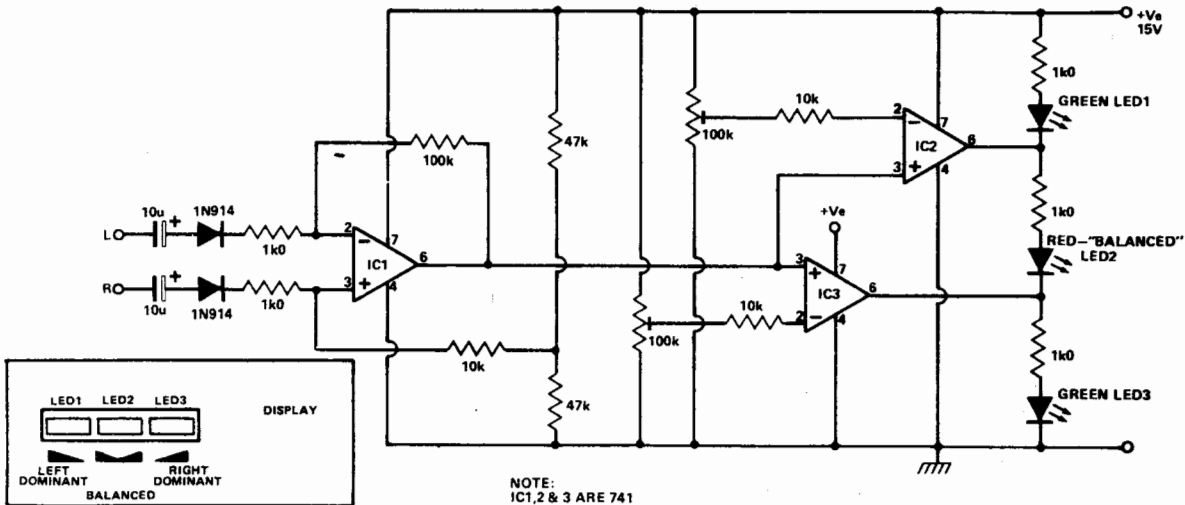 +Ve
15V
1k0
GREEN LED1
10k
2
−
7
100k
47k
IC2
6
100k
3
+
4
1k0
10u
+
1N914
+Ve
RED–"BALANCED"
LED2
L
1k0
2
−
7
IC1
6
3
+
7
IC3
6
R
10u
+
1N914
1k0
3
+
4
10k
2
−
4
100k
1k0
10k
GREEN LED3
47k
LED1 LED2 LED3
DISPLAY
LEFT
DOMINANT
RIGHT
DOMINANT
BALANCED
NOTE:
IC1,2 & 3 ARE 741